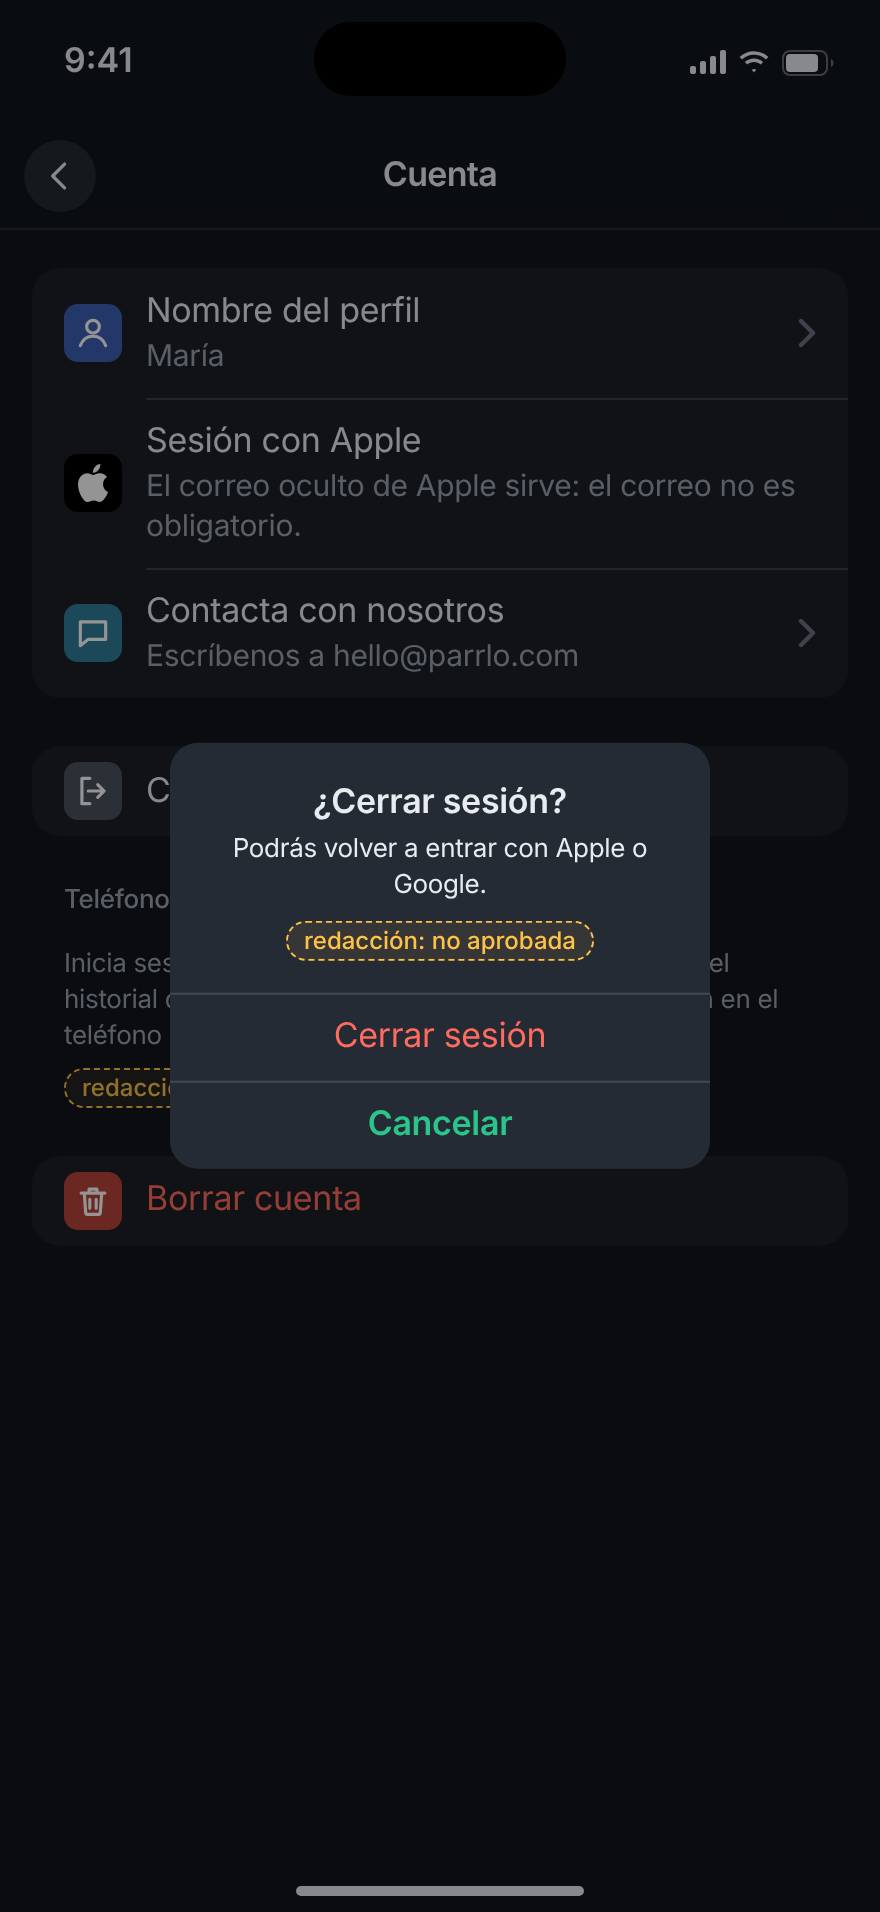 9:41
Cuenta
Nombre del perfil
María
Sesión con Apple
El correo oculto de Apple sirve: el correo no es
obligatorio.
Contacta con nosotros
Escríbenos a hello@parrlo.com
¿Cerrar sesión?
Podrás volver a entrar con Apple o
Google.
redacción: no aprobada
Cerrar sesión
Cancelar
Teléfono
Inicia
el
historial
en el
teléfono
Borrar cuenta